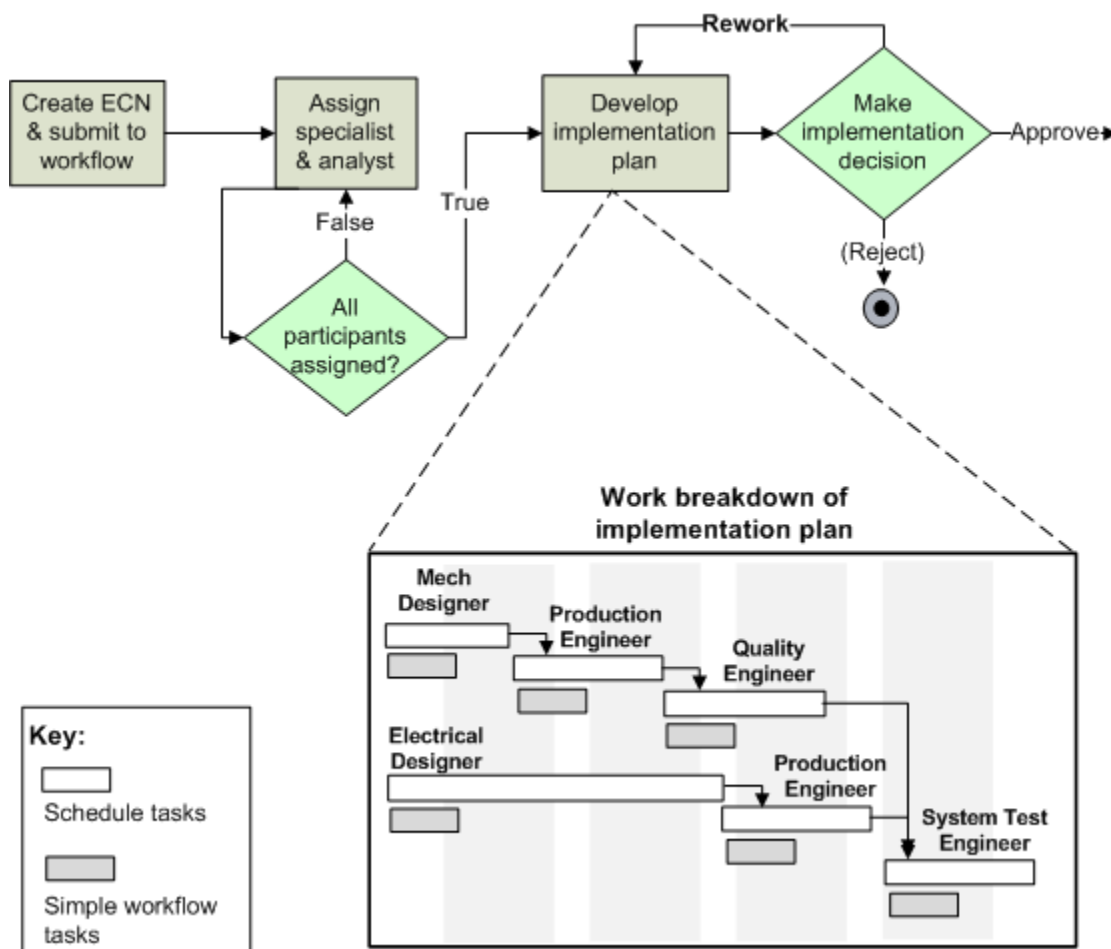 Rework
Create ECN
& submit to
workflow
Assign
specialist
& analyst
Develop
implementation
plan
Make
implementation
decision
Approve
False
True
(Reject)
All
participants
assigned?
Work breakdown of
implementation plan
Mech
Designer
Production
Engineer
Quality
Engineer
Electrical
Designer
Production
Engineer
System Test
Engineer
Key:
Schedule tasks
Simple workflow
tasks